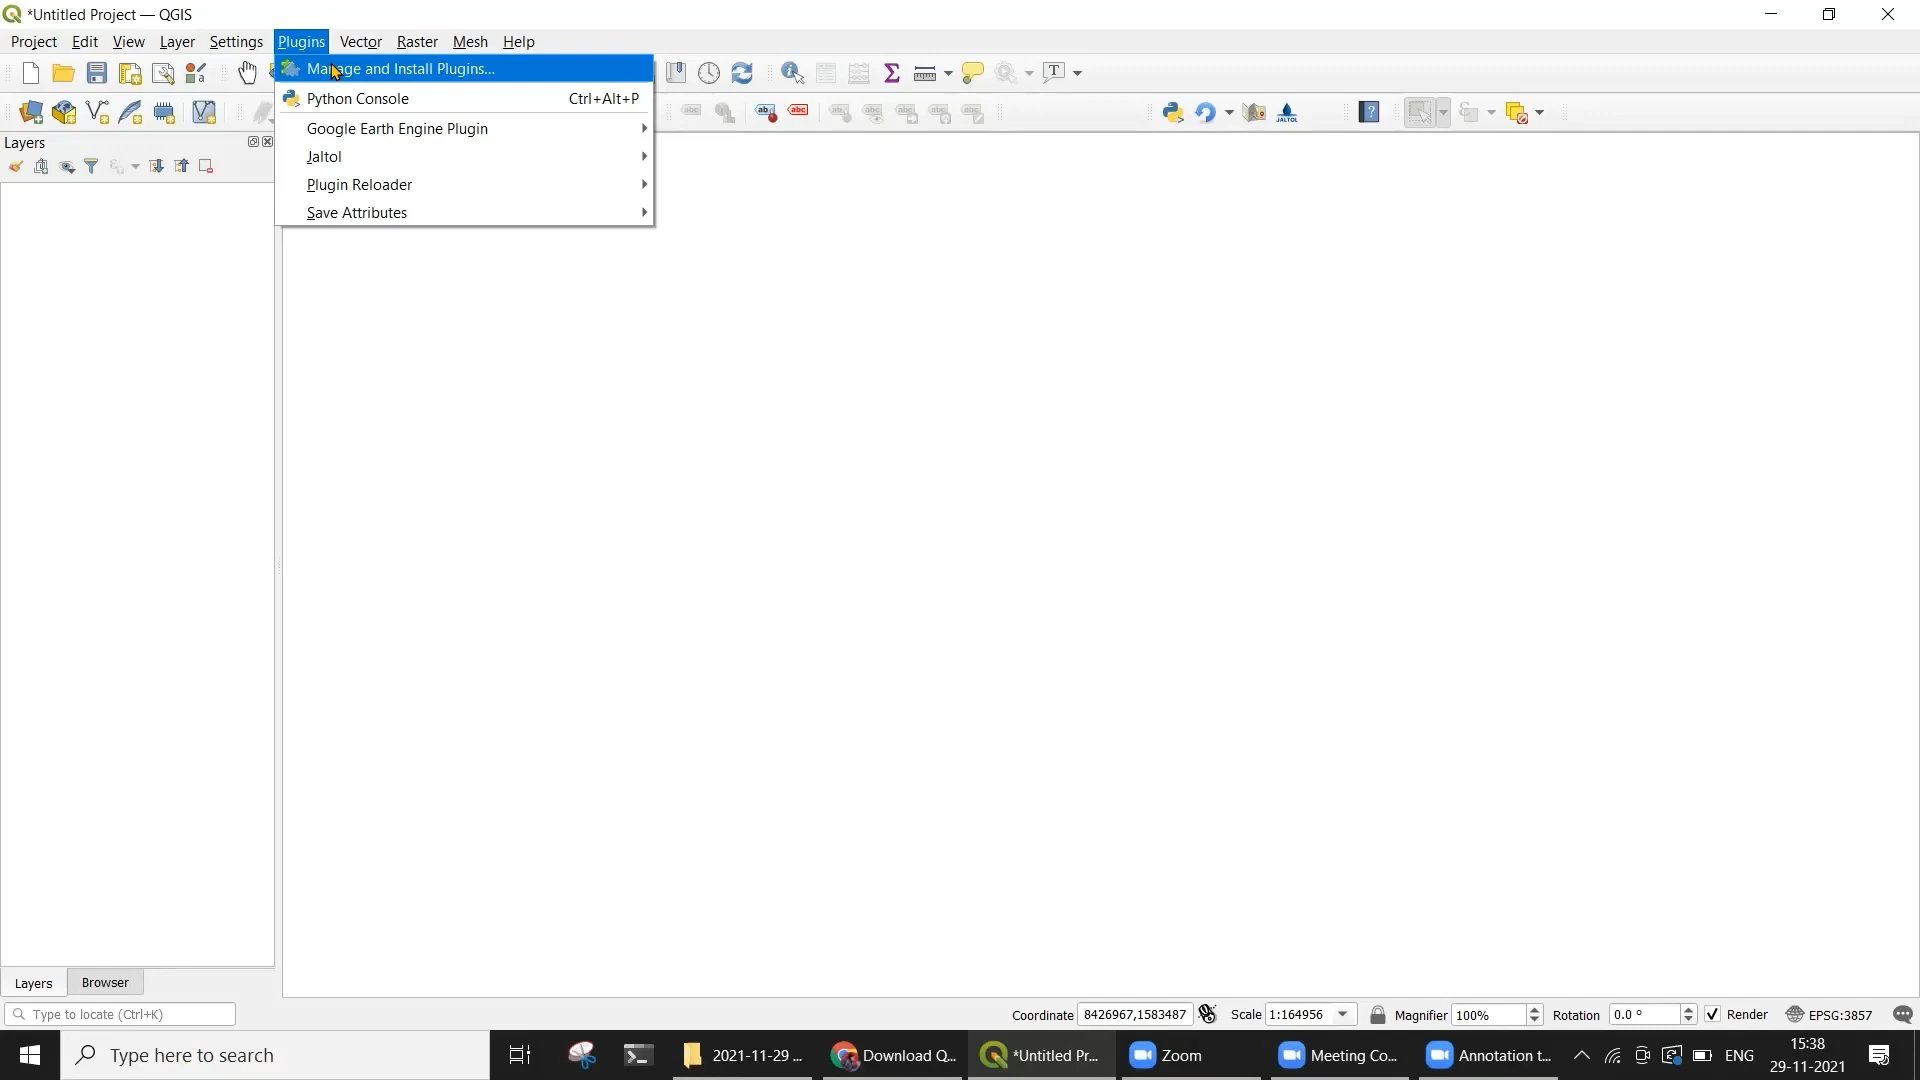 *Untitled Project — QGIS
Project Edit View Layer Settings Plugins Vector Raster Mesh Help
Manage and Install Plugins...
Python Console Ctrl+Alt+P
Google Earth Engine Plugin
Jaltol
Plugin Reloader
Save Attributes
JALTOL
Layers
Layers Browser
Type to locate (Ctrl+K)
Coordinate 8426967,1583487 Scale 1:164956 Magnifier 100% Rotation 0.0 ° Render EPSG:3857
Type here to search
2021-11-29 ... Download Q... *Untitled Pr... Zoom Meeting Co... Annotation t... ENG
15:38
29-11-2021